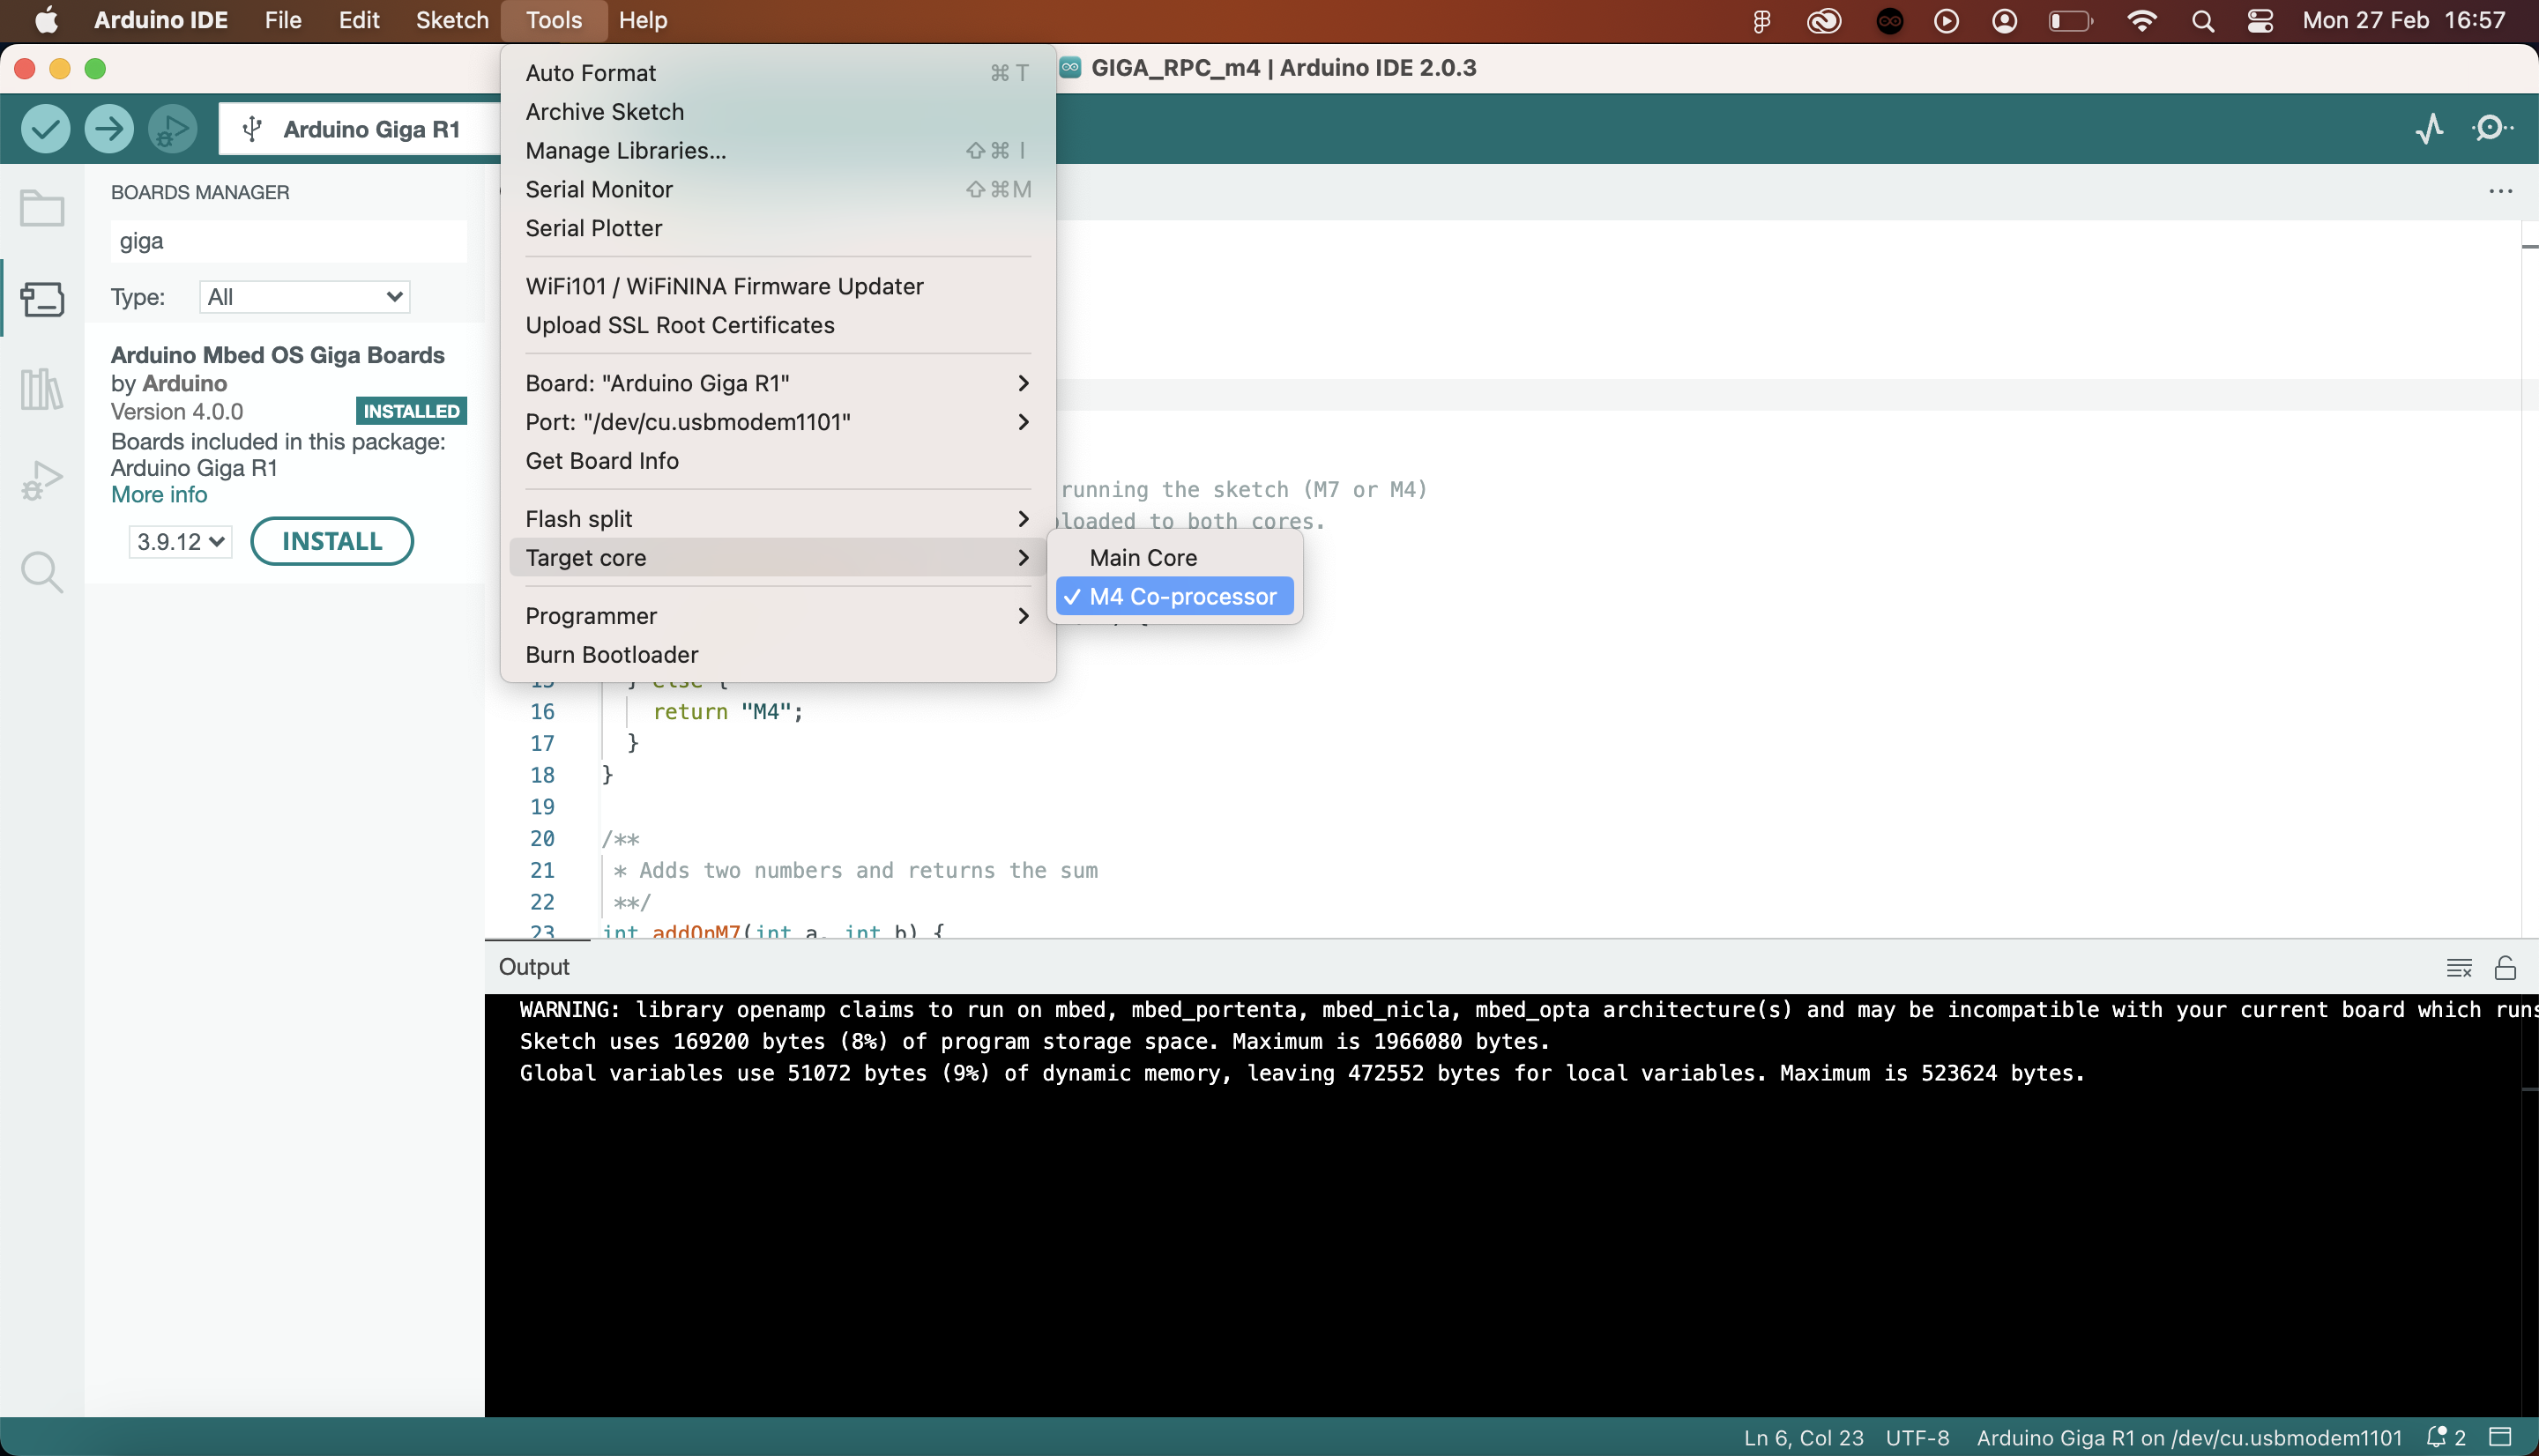 Arduino IDE File Edit Sketch Tools Help
Mon 27 Feb 16:57
GIGA_RPC_m4 | Arduino IDE 2.0.3
Arduino Giga R1
BOARDS MANAGER
giga
Type: All
Arduino Mbed OS Giga Boards
by Arduino
Version 4.0.0 INSTALLED
Boards included in this package:
Arduino Giga R1
More info
3.9.12 INSTALL
Auto Format ⌘ T
Archive Sketch
Manage Libraries... ⇧ ⌘ I
Serial Monitor ⇧ ⌘ M
Serial Plotter
WiFi101 / WiFiNINA Firmware Updater
Upload SSL Root Certificates
Board: "Arduino Giga R1"
Port: "/dev/cu.usbmodem1101"
Get Board Info
Flash split
Target core
Programmer
Burn Bootloader
Main Core
✓ M4 Co-processor
running the sketch (M7 or M4)
loaded to both cores.
15 } else {
16 return "M4";
17 }
18 }
19
20 /**
21 * Adds two numbers and returns the sum
22 **/
23 int addOnM7(int a, int b) {
Output
WARNING: library openamp claims to run on mbed, mbed_portenta, mbed_nicla, mbed_opta architecture(s) and may be incompatible with your current board which runs
Sketch uses 169200 bytes (8%) of program storage space. Maximum is 1966080 bytes.
Global variables use 51072 bytes (9%) of dynamic memory, leaving 472552 bytes for local variables. Maximum is 523624 bytes.
Ln 6, Col 23 UTF-8 Arduino Giga R1 on /dev/cu.usbmodem1101 2